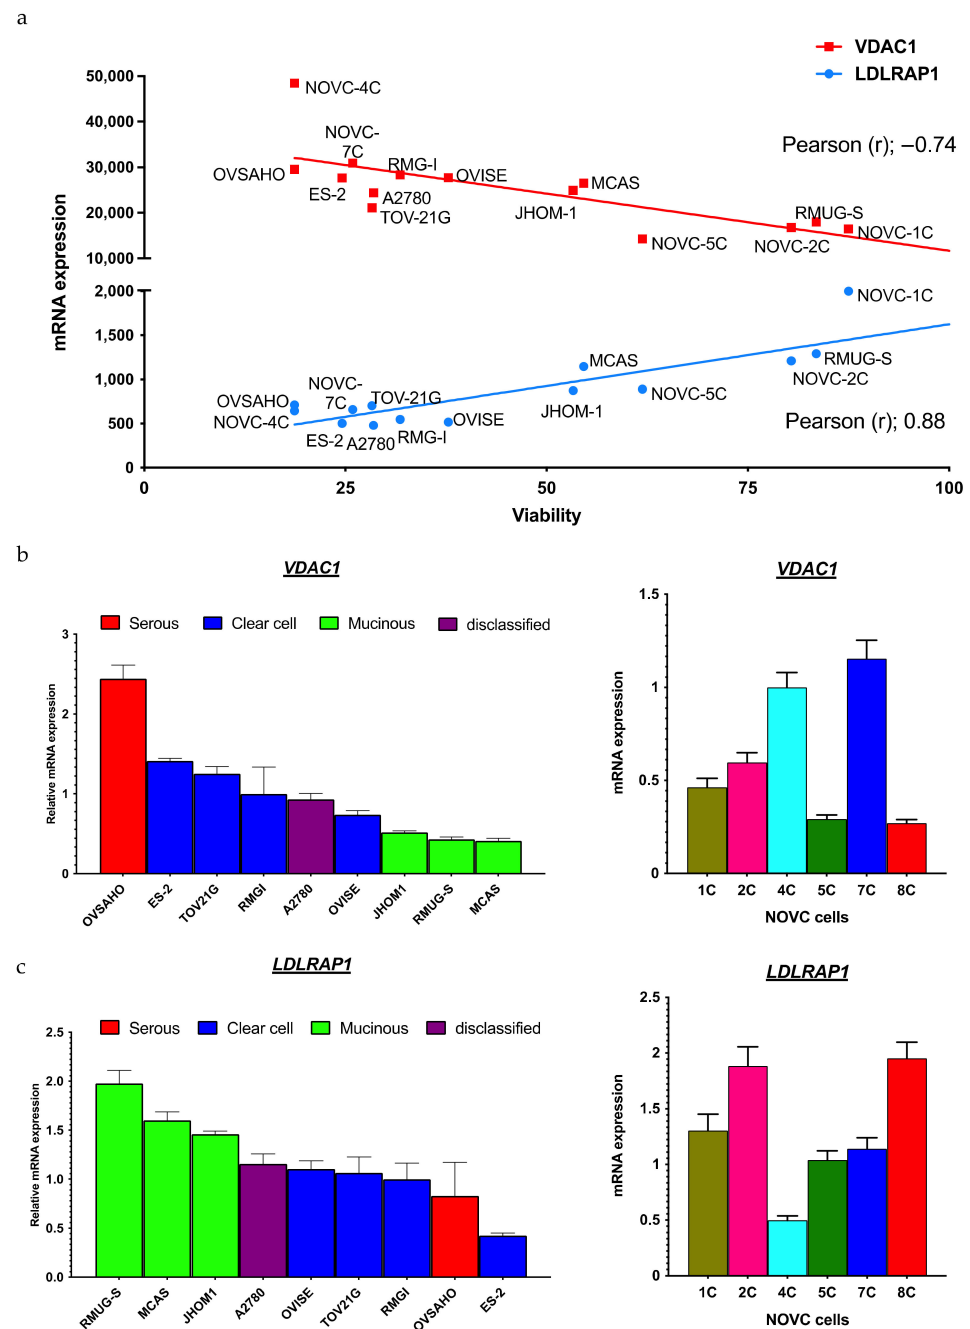 a
VDAC1
LDLRAP1
50,000
NOVC-4C
40,000
NOVC-
7C
Pearson (r); −0.74
30,000
RMG-I
OVSAHO
OVISE
MCAS
ES-2
A2780
20,000
TOV-21G
JHOM-1
RMUG-S
NOVC-1C
NOVC-5C
NOVC-2C
10,000
mRNA expression
2,000
NOVC-1C
1,500
MCAS
RMUG-S
NOVC-2C
1,000
NOVC-
7C
TOV-21G
NOVC-5C
OVSAHO
JHOM-1
NOVC-4C
OVISE
Pearson (r); 0.88
500
ES-2
A2780
RMG-I
0
0
25
50
75
100
Viability
b
VDAC1
Serous
Clear cell
Mucinous
disclassified
3
2
1
0
Relative mRNA expression
OVSAHO
ES-2
TOV21G
RMGI
A2780
OVISE
JHOM1
RMUG-S
MCAS
VDAC1
1.5
1
0.5
0
mRNA expression
1C 2C 4C 5C 7C 8C
NOVC cells
c
LDLRAP1
Serous
Clear cell
Mucinous
disclassified
2.5
2.0
1.5
1.0
0.5
0.0
Relative mRNA expression
RMUG-S
MCAS
JHOM1
A2780
OVISE
TOV21G
RMGI
OVSAHO
ES-2
LDLRAP1
2.5
2
1.5
1
0.5
0
mRNA expression
1C 2C 4C 5C 7C 8C
NOVC cells